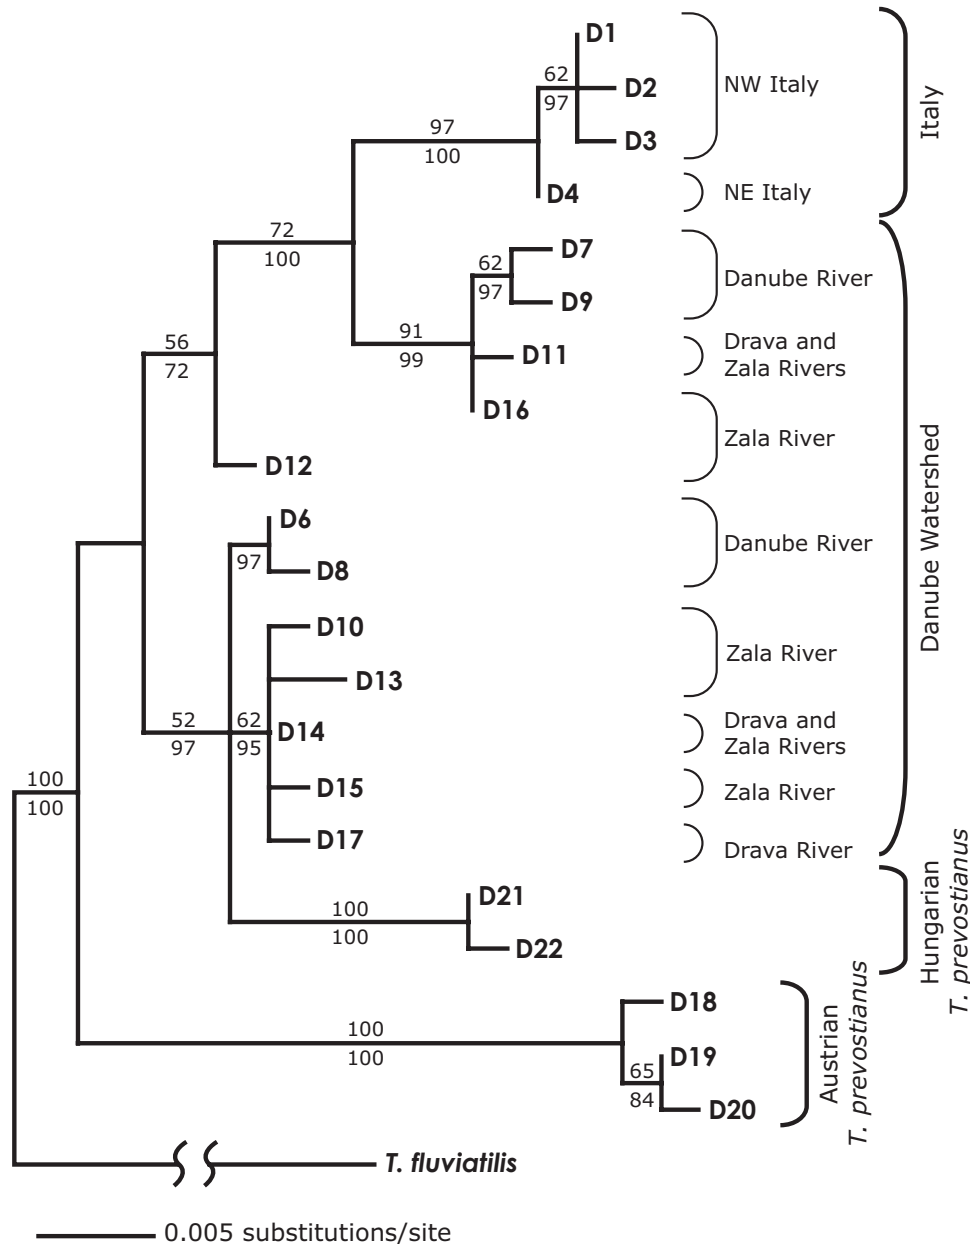 D1
62
D2
NW Italy
97
97
D3
100
D4
NE Italy
Italy
72
100
D7
62
Danube River
97
D9
91
99
D11
Drava and
Zala Rivers
56
72
D16
Zala River
D12
D6
97
Danube River
D8
D10
Zala River
D13
52
62
D14
97
95
Drava and
Zala Rivers
D15
Zala River
D17
Drava River
Danube Watershed
100
100
D21
100
100
D22
Hungarian
T. prevostianus
D18
100
100
D19
65
84
D20
Austrian
T. prevostianus
T. fluviatilis
0.005 substitutions/site